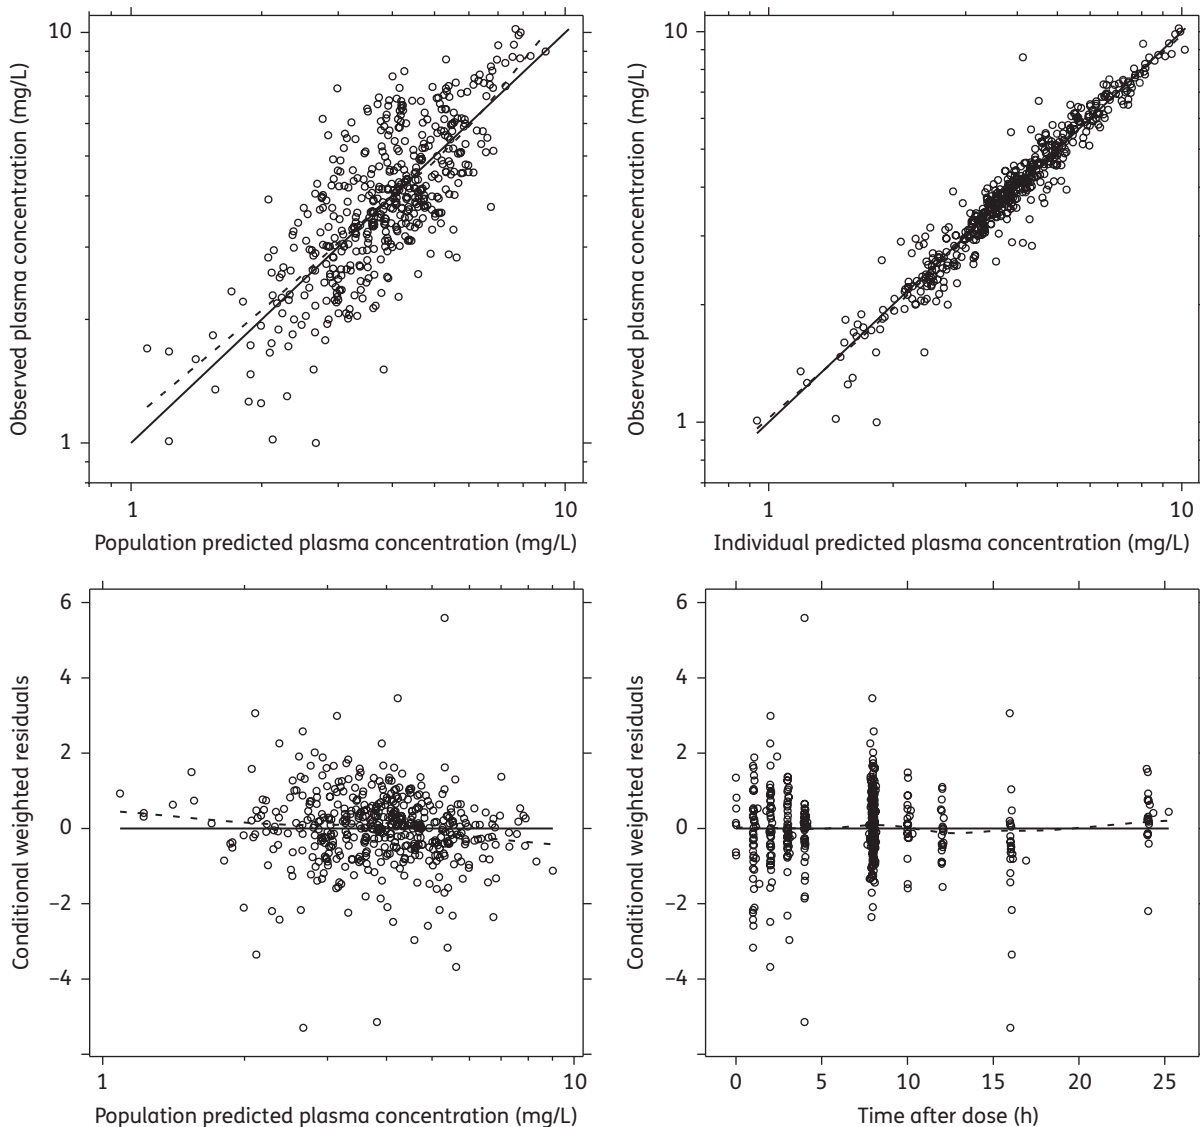 10
1
Observed plasma concentration (mg/L)
1 10
Population predicted plasma concentration (mg/L)
10
1
Observed plasma concentration (mg/L)
1 10
Individual predicted plasma concentration (mg/L)
6
4
2
0
−2
−4
Conditional weighted residuals
1 10
Population predicted plasma concentration (mg/L)
6
4
2
0
−2
−4
Conditional weighted residuals
0 5 10 15 20 25
Time after dose (h)